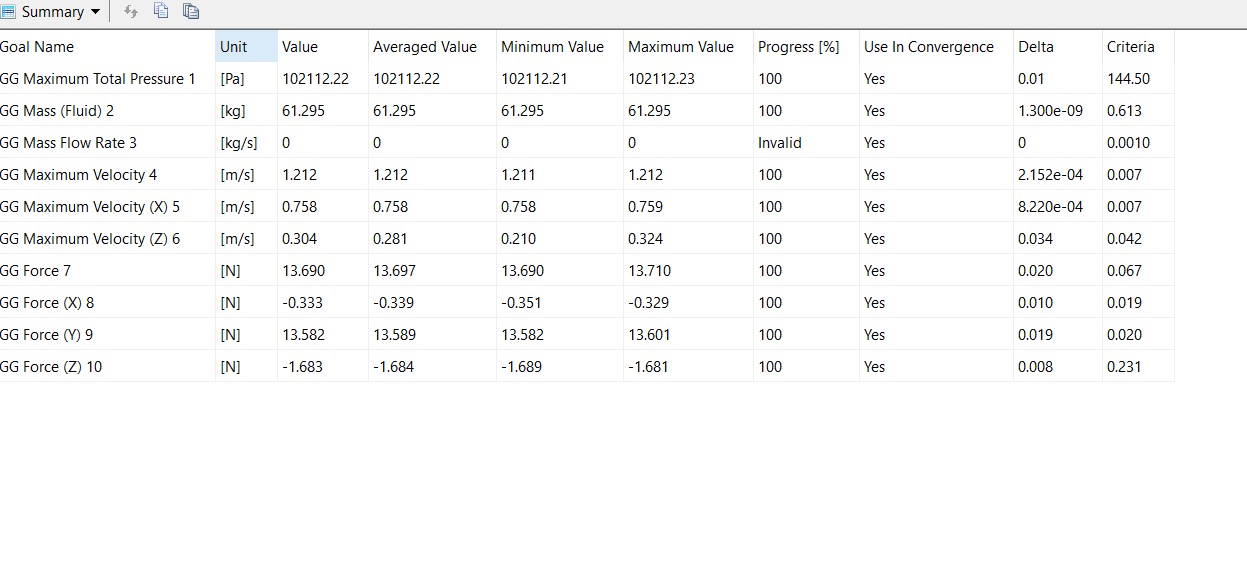 Summary
Goal Name Unit Value Averaged Value Minimum Value Maximum Value Progress [%] Use In Convergence Delta Criteria
GG Maximum Total Pressure 1 [Pa] 102112.22 102112.22 102112.21 102112.23 100 Yes 0.01 144.50
GG Mass (Fluid) 2 [kg] 61.295 61.295 61.295 61.295 100 Yes 1.300e-09 0.613
GG Mass Flow Rate 3 [kg/s] 0 0 0 0 Invalid Yes 0 0.0010
GG Maximum Velocity 4 [m/s] 1.212 1.212 1.211 1.212 100 Yes 2.152e-04 0.007
GG Maximum Velocity (X) 5 [m/s] 0.758 0.758 0.758 0.759 100 Yes 8.220e-04 0.007
GG Maximum Velocity (Z) 6 [m/s] 0.304 0.281 0.210 0.324 100 Yes 0.034 0.042
GG Force 7 [N] 13.690 13.697 13.690 13.710 100 Yes 0.020 0.067
GG Force (X) 8 [N] -0.333 -0.339 -0.351 -0.329 100 Yes 0.010 0.019
GG Force (Y) 9 [N] 13.582 13.589 13.582 13.601 100 Yes 0.019 0.020
GG Force (Z) 10 [N] -1.683 -1.684 -1.689 -1.681 100 Yes 0.008 0.231